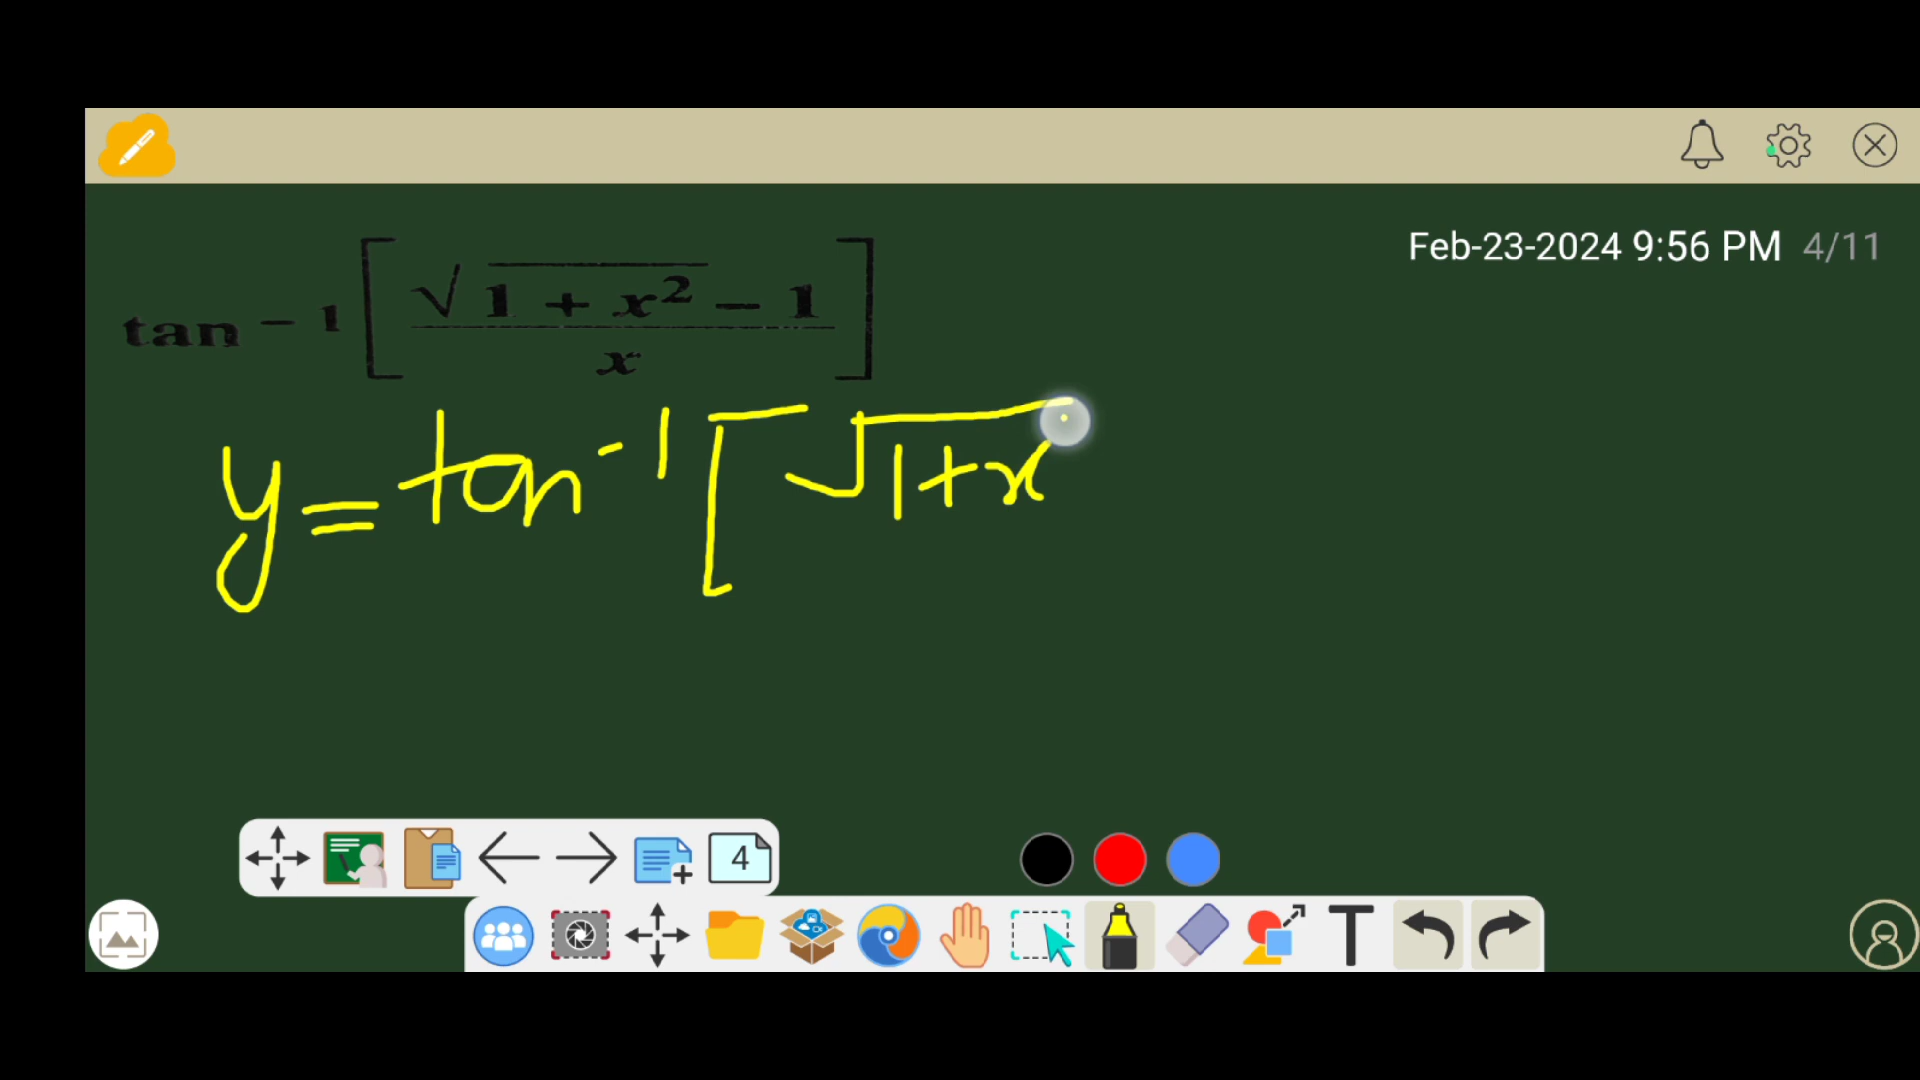 Feb-23-2024 9:56 PM 4/11
tan⁻¹[(√(1 + x²) − 1)/x]
y = tan⁻¹[√(1+x
4
T